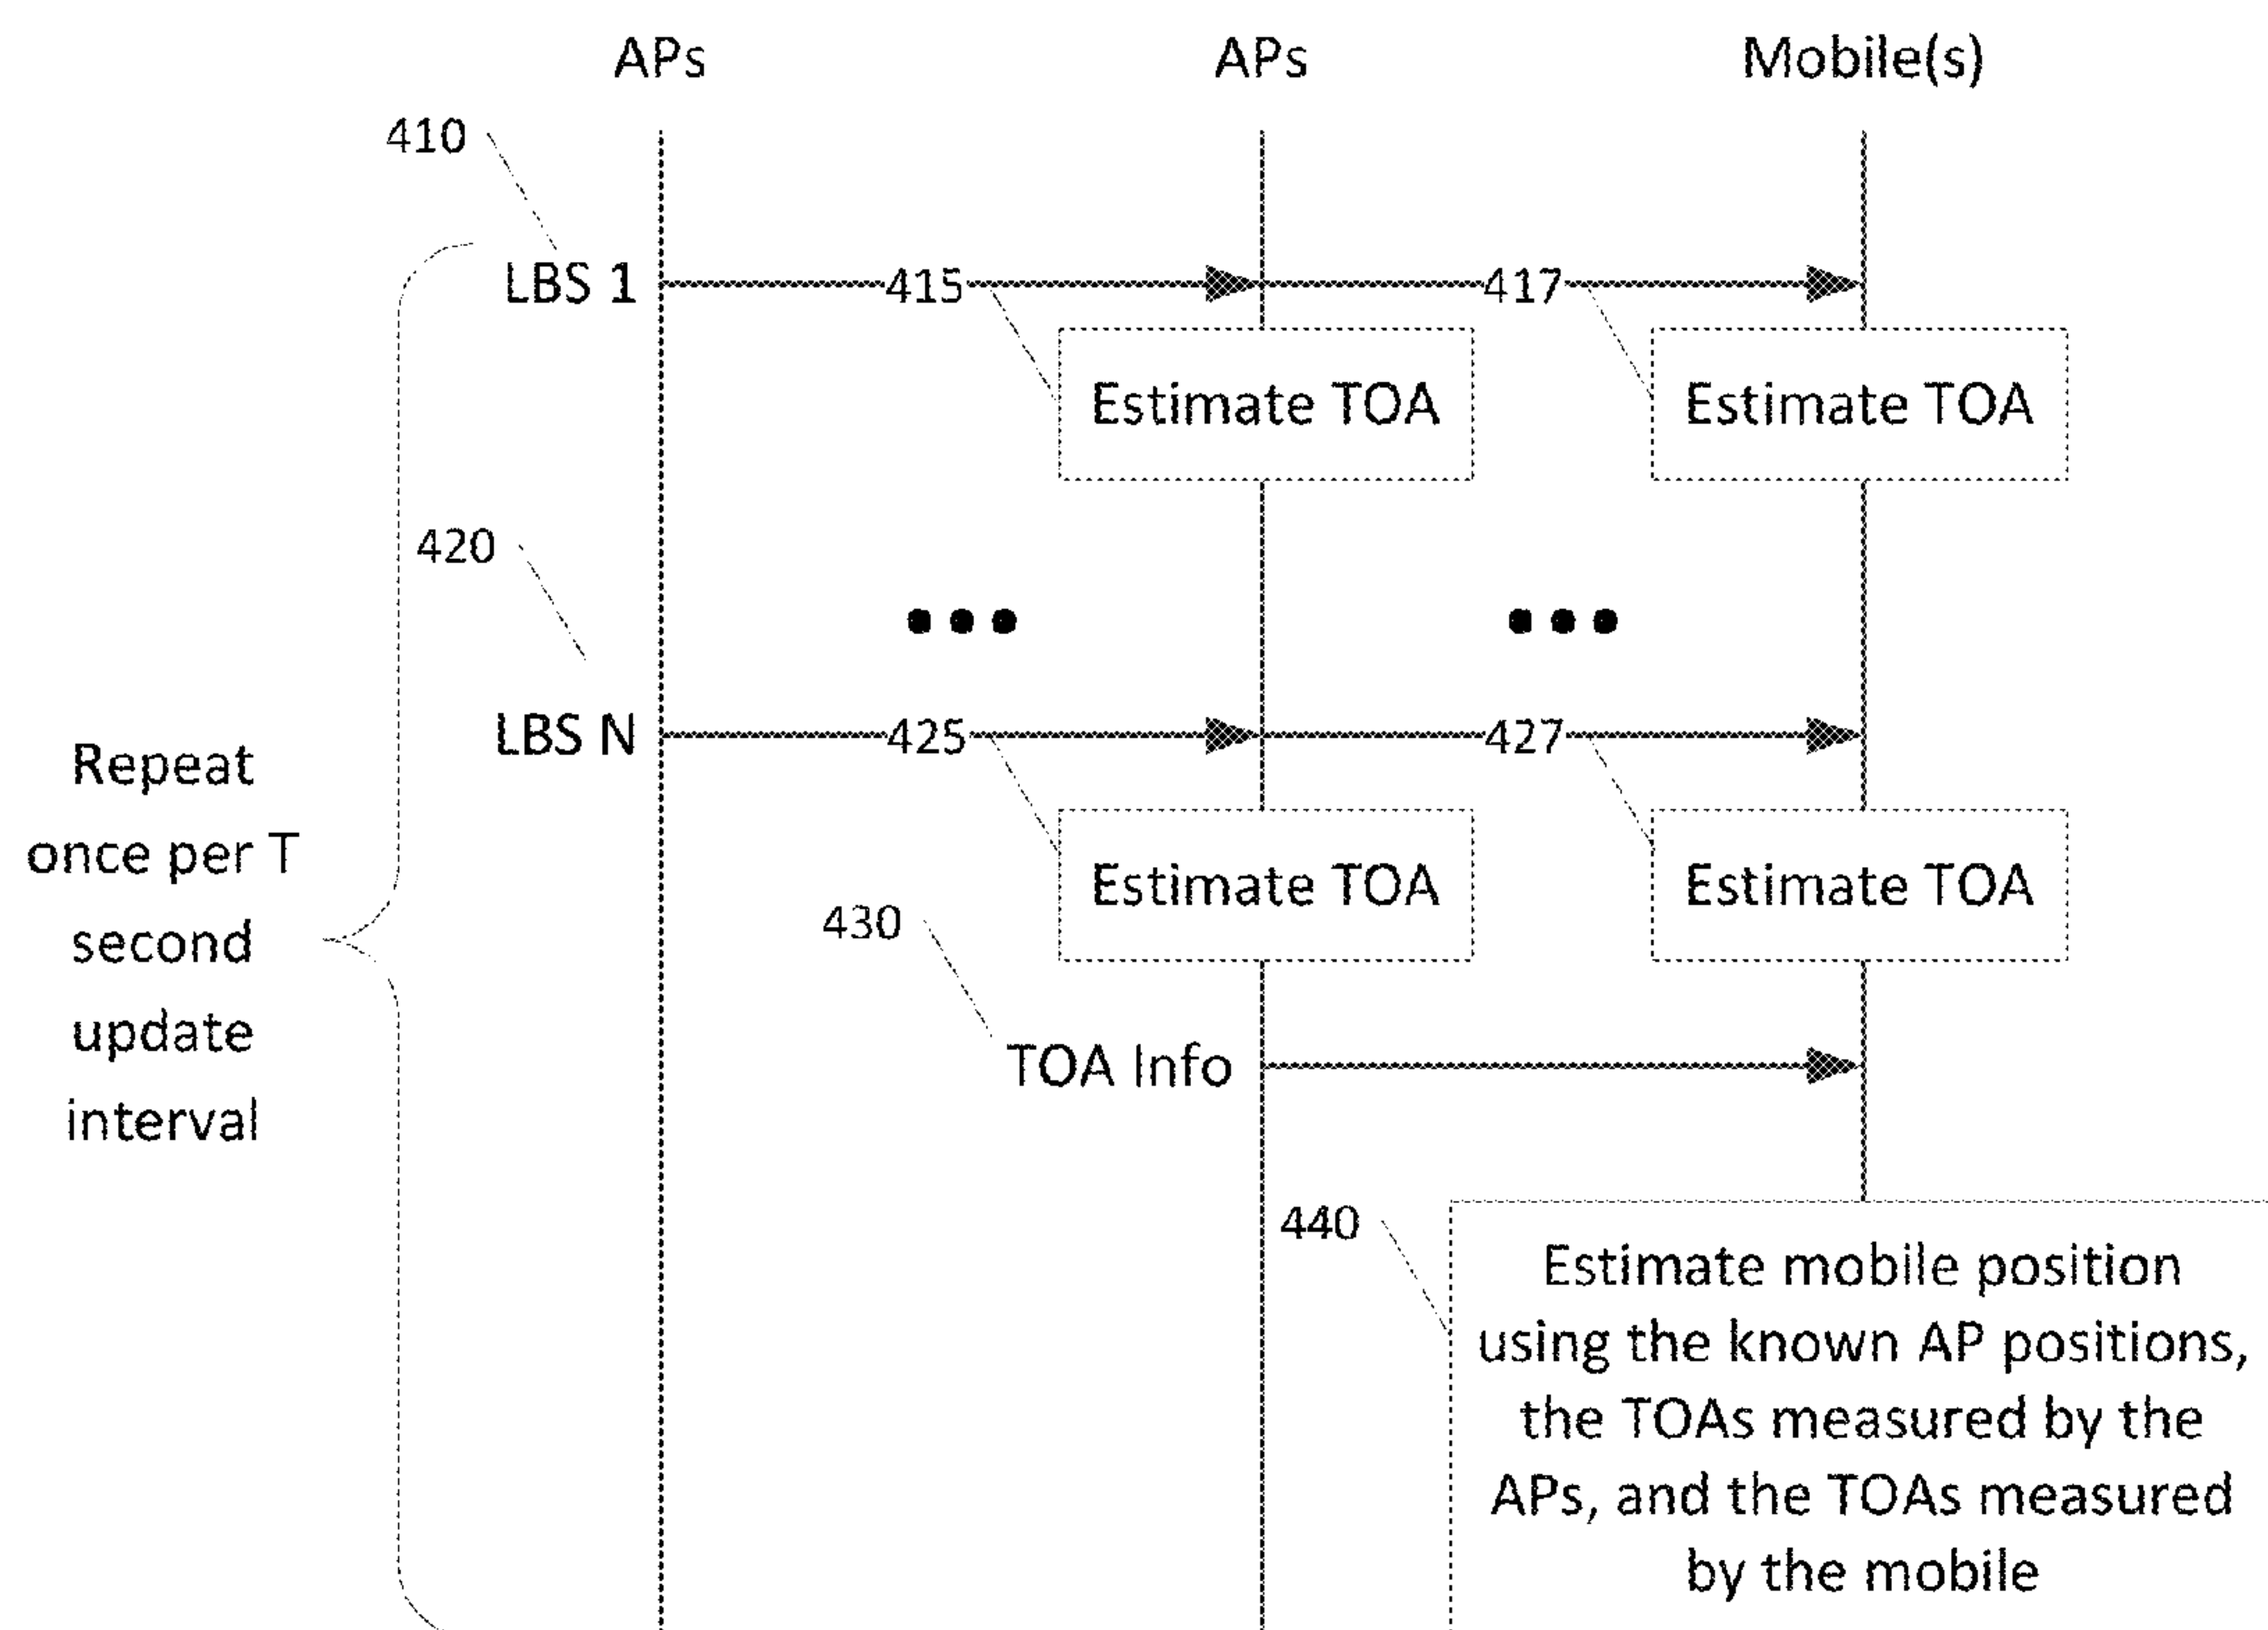 APs
APs
Mobile(s)
410
LBS 1
415
417
Estimate TOA
Estimate TOA
420
LBS N
425
427
Estimate TOA
Estimate TOA
430
TOA Info
Repeat
once per T
second
update
interval
440
Estimate mobile position
using the known AP positions,
the TOAs measured by the
APs, and the TOAs measured
by the mobile